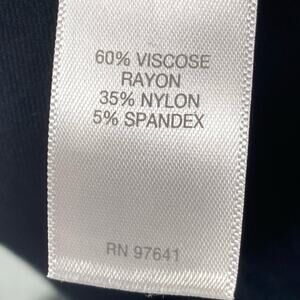 60% VISCOSE
RAYON
35% NYLON
5% SPANDEX
RN 97641